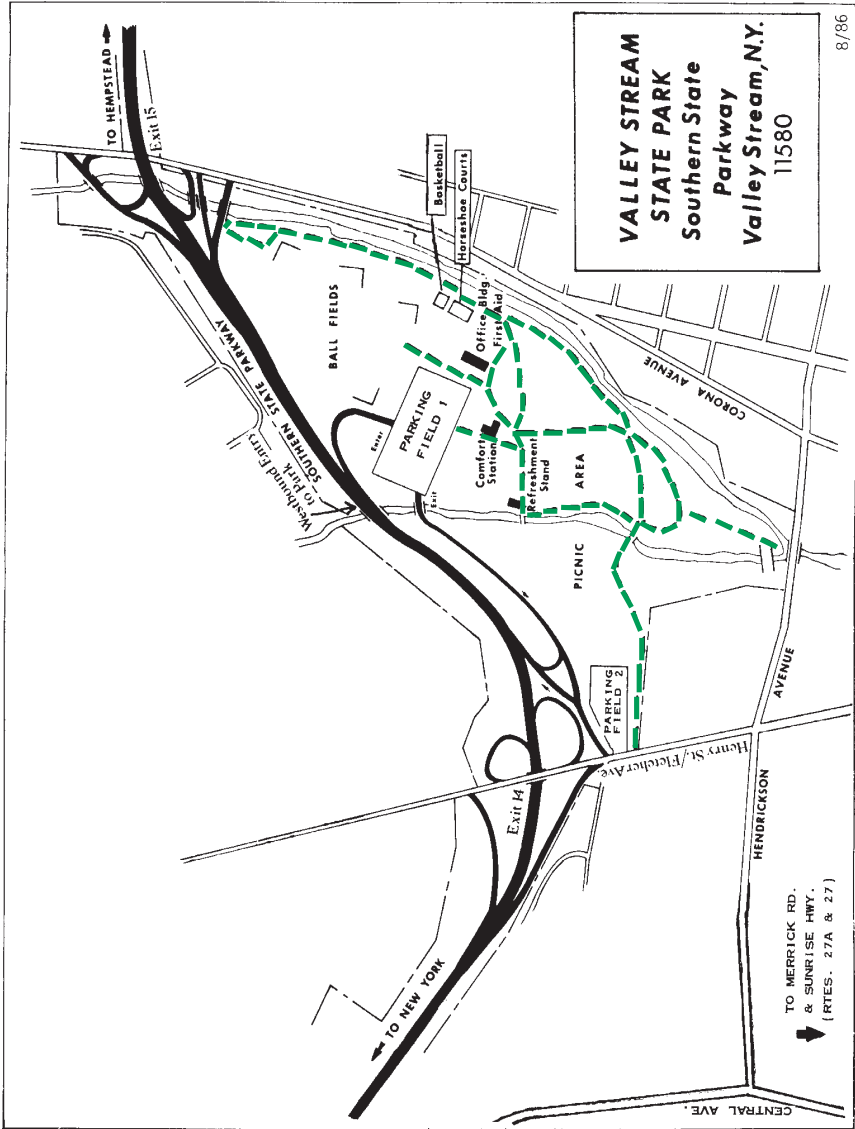 VALLEY STREAM
STATE PARK
Southern State
Parkway
Valley Stream, N.Y.
11580
TO HEMPSTEAD
Exit 15
SOUTHERN STATE PARKWAY
Westbound Entry
to Park
BALL FIELDS
Basketball
Horseshoe Courts
Office Bldg.
First Aid
Enter
PARKING
FIELD 1
Exit
Comfort
Station
Refreshment
Stand
PICNIC
AREA
CORONA AVENUE
PARKING
FIELD 2
Henry St./Fletcher Ave.
Exit 14
HENDRICKSON
AVENUE
TO NEW YORK
TO MERRICK RD.
& SUNRISE HWY.
(RTES. 27A & 27)
CENTRAL AVE.
8/86